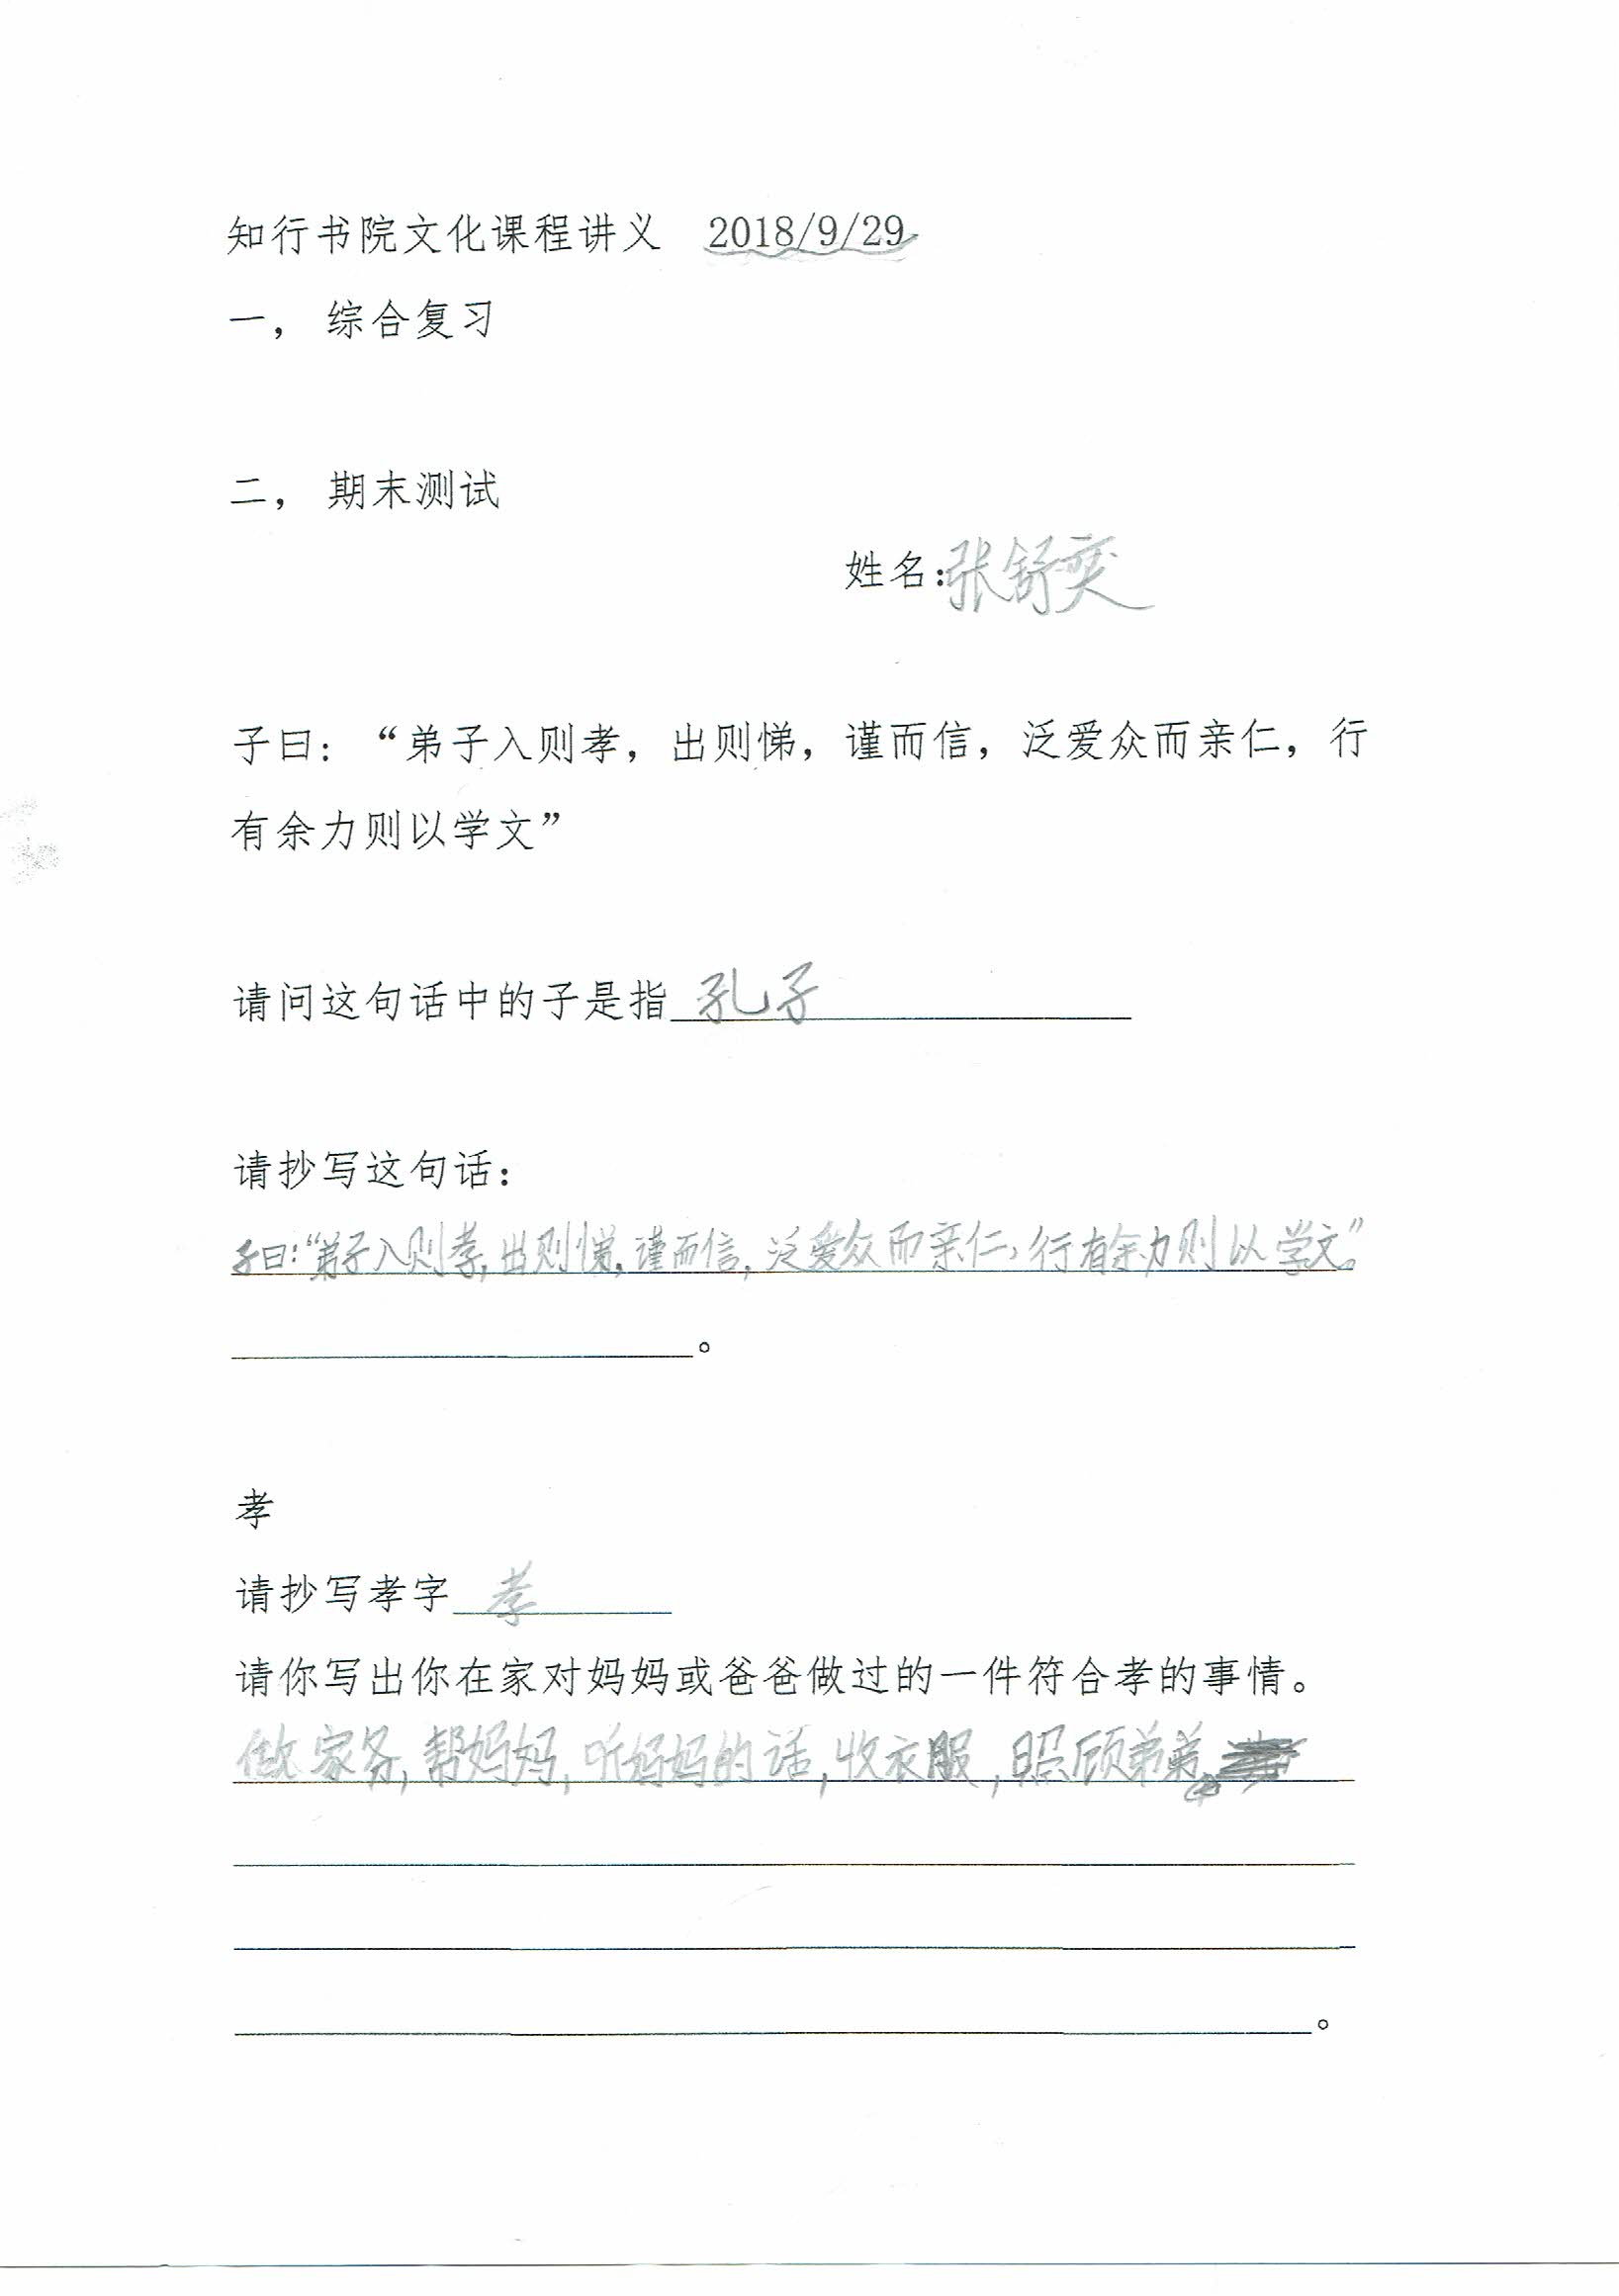 知行书院文化课程讲义 2018/9/29
一， 综合复习
二， 期末测试
姓名：张舒奕
子曰：“弟子入则孝，出则悌，谨而信，泛爱众而亲仁，行
有余力则以学文”
请问这句话中的子是指 孔子
请抄写这句话：
子曰：“弟子入则孝，出则悌，谨而信，泛爱众而亲仁，行有余力则以学文。”
。
孝
请抄写孝字 孝
请你写出你在家对妈妈或爸爸做过的一件符合孝的事情。
做家务，帮妈妈，听妈妈的话，收衣服，照顾弟弟。
。